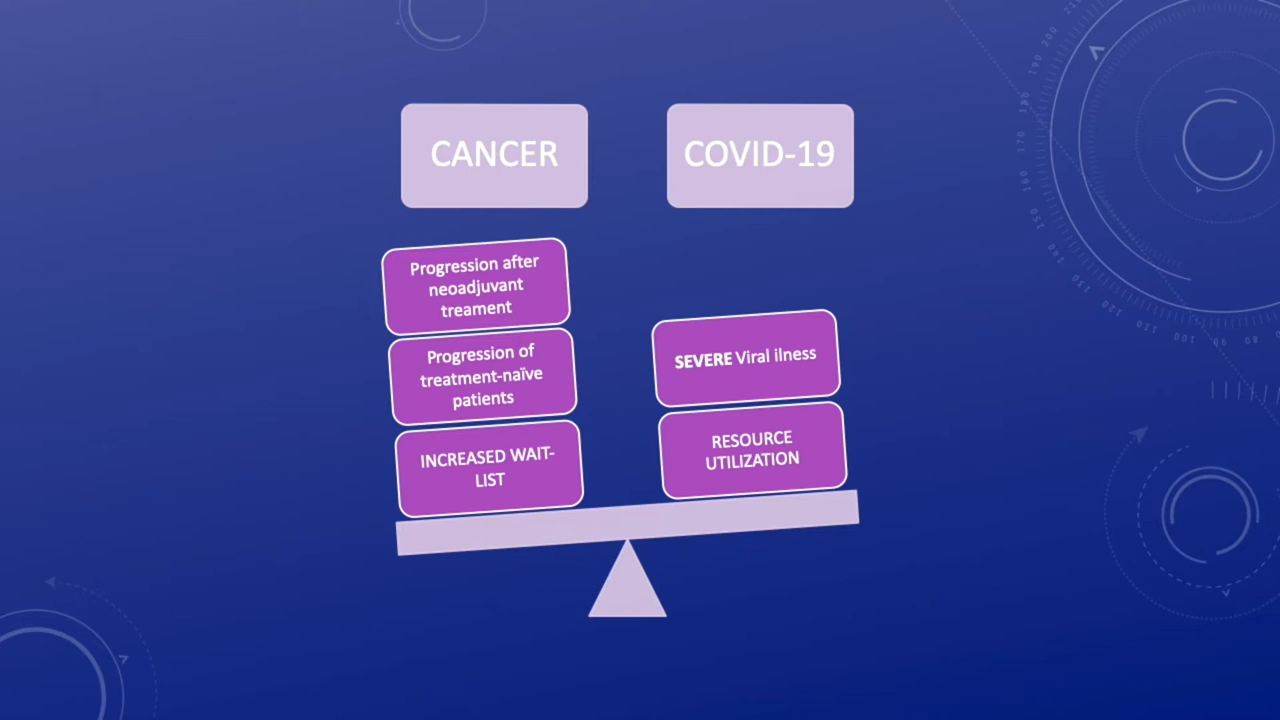 CANCER
COVID-19
Progression after
neoadjuvant
treament
Progression of
treatment-naïve
patients
INCREASED WAIT-
LIST
SEVERE Viral ilness
RESOURCE
UTILIZATION